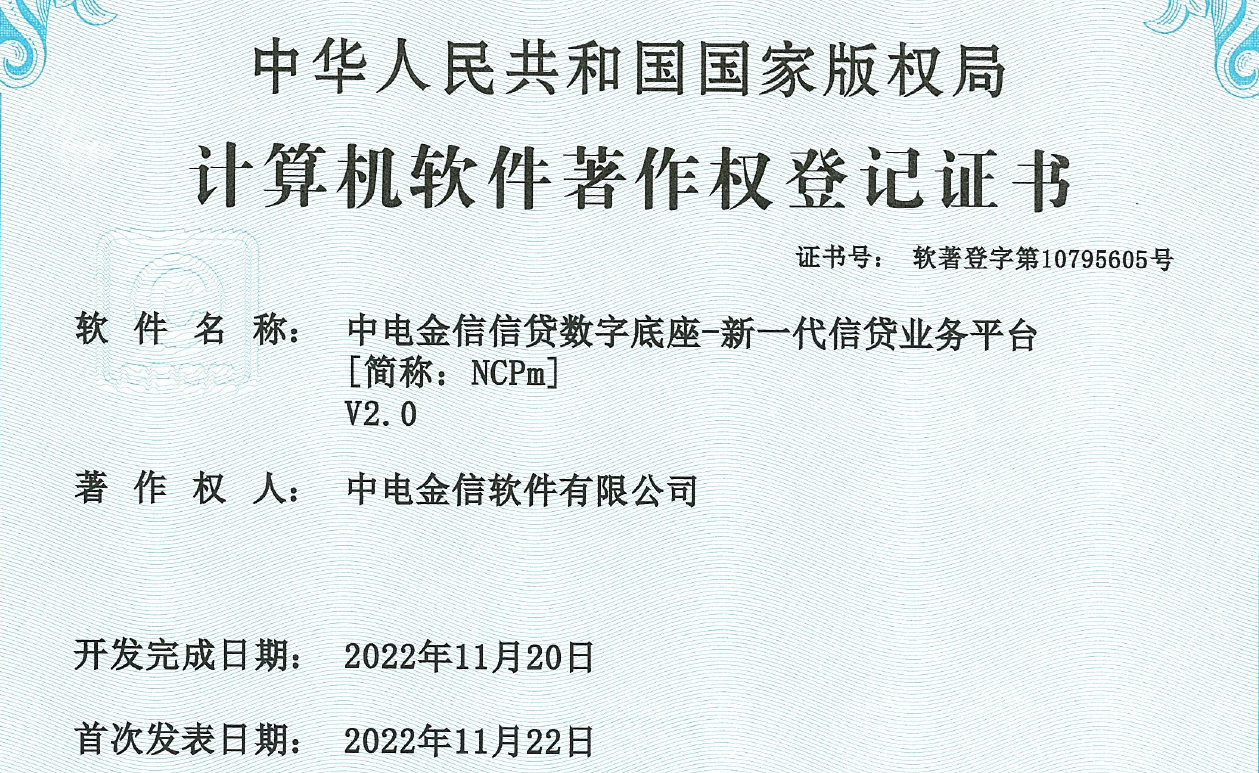 中华人民共和国国家版权局
计算机软件著作权登记证书
证书号： 软著登字第10795605号
软件名称： 中电金信信贷数字底座-新一代信贷业务平台
[简称：NCPm]
V2.0
著作权人： 中电金信软件有限公司
开发完成日期： 2022年11月20日
首次发表日期： 2022年11月22日